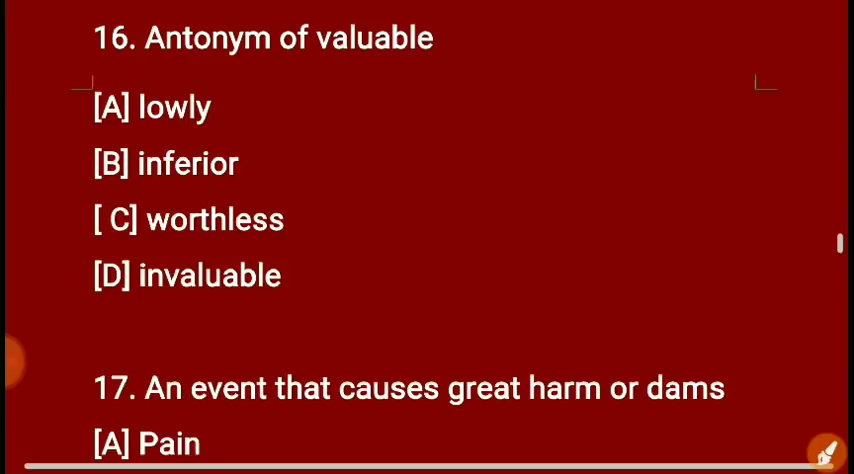 16. Antonym of valuable
[A] lowly
[B] inferior
[ C] worthless
[D] invaluable
17. An event that causes great harm or dams
[A] Pain